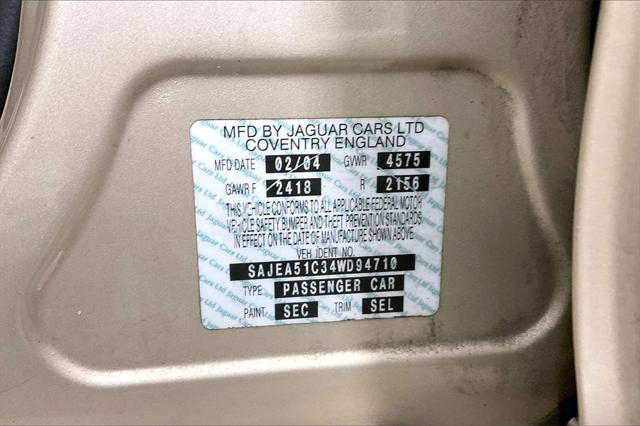 MFD BY JAGUAR CARS LTD
COVENTRY ENGLAND
MFD DATE 02/04 GVWR 4575
GAWR F 2418 R 2156
THIS VEHICLE CONFORMS TO ALL APPLICABLE FEDERAL MOTOR
VEHICLE SAFETY BUMPER AND THEFT PREVENTION STANDARDS
IN EFFECT ON THE DATE OF MANUFACTURE SHOWN ABOVE.
VEH IDENT NO.
SAJEA51C34WD94710
TYPE PASSENGER CAR
PAINT SEC TRIM SEL